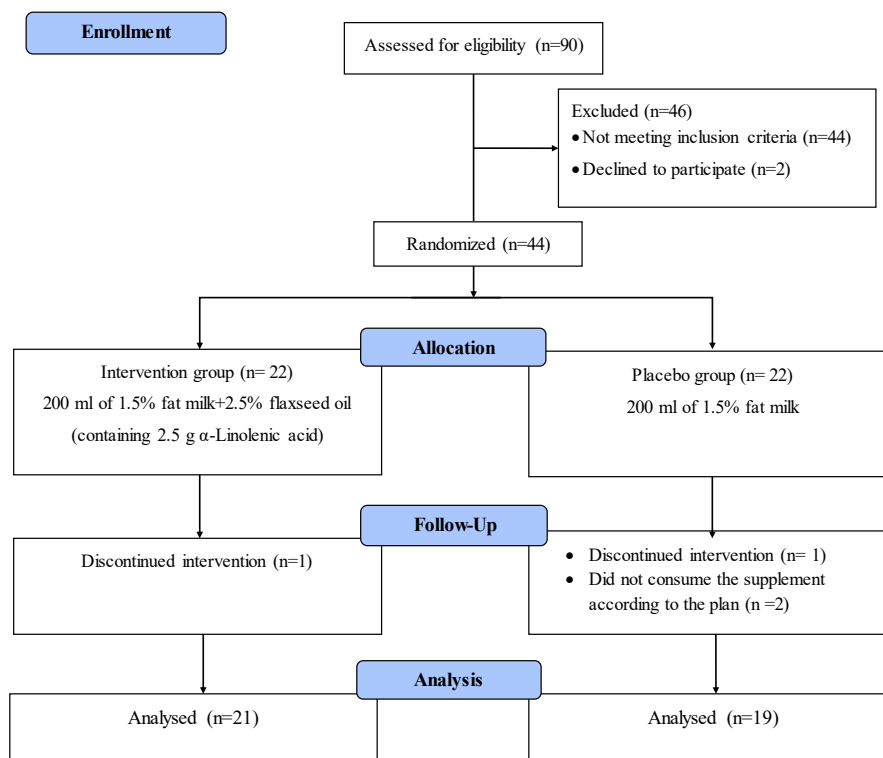 Enrollment
Assessed for eligibility (n=90)
Excluded (n=46)
•Not meeting inclusion criteria (n=44)
•Declined to participate (n=2)
Randomized (n=44)
Allocation
Intervention group (n= 22)
200 ml of 1.5% fat milk+2.5% flaxseed oil
(containing 2.5 g α-Linolenic acid)
Placebo group (n= 22)
200 ml of 1.5% fat milk
Follow-Up
Discontinued intervention (n=1)
• Discontinued intervention (n= 1)
• Did not consume the supplement
according to the plan (n =2)
Analysis
Analysed (n=21)
Analysed (n=19)